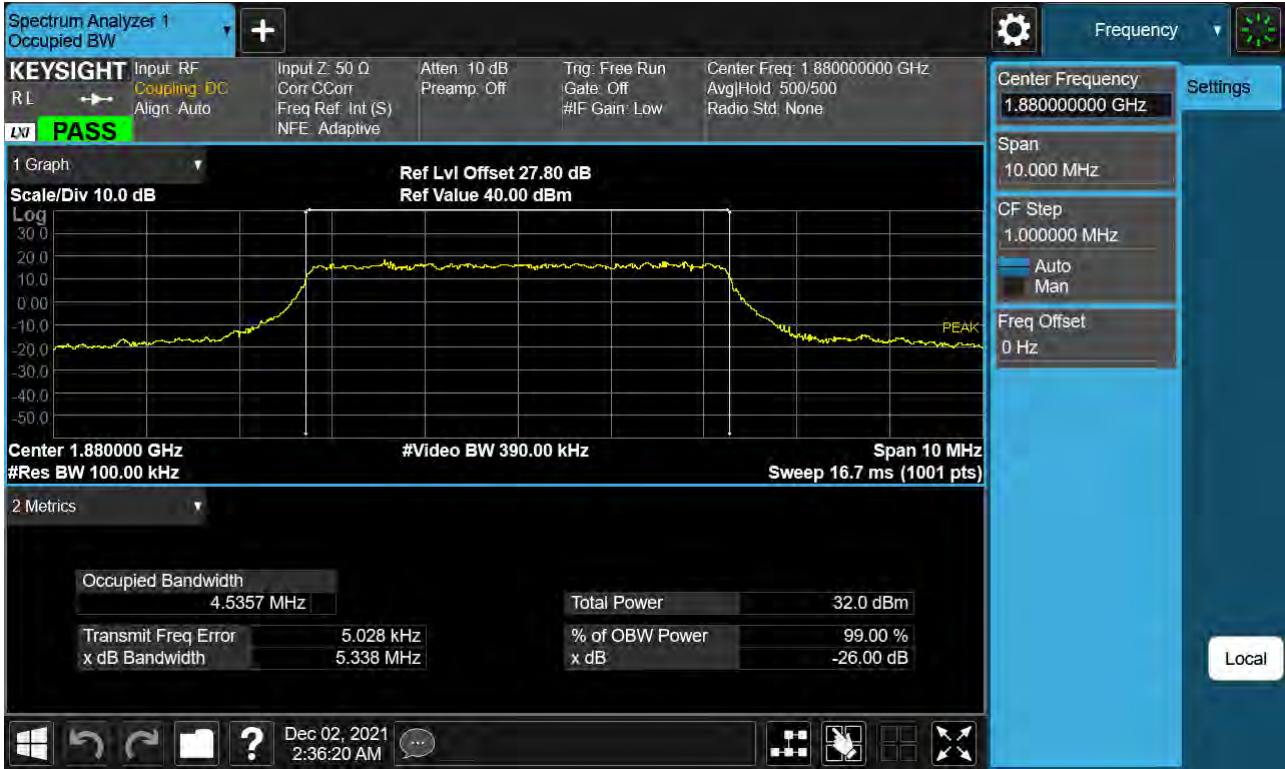 Spectrum Analyzer 1
Occupied BW
Frequency
KEYSIGHT
R L
LXI
PASS
Input: RF
Coupling: DC
Align: Auto
Input Z: 50 Ω
Corr CCorr
Freq Ref: Int (S)
NFE: Adaptive
Atten: 10 dB
Preamp: Off
Trig: Free Run
Gate: Off
#IF Gain: Low
Center Freq: 1.880000000 GHz
Avg|Hold: 500/500
Radio Std: None
Center Frequency
1.880000000 GHz
Settings
Span
10.000 MHz
CF Step
1.000000 MHz
Auto
Man
Freq Offset
0 Hz
Local
1 Graph
Scale/Div 10.0 dB
Ref Lvl Offset 27.80 dB
Ref Value 40.00 dBm
Log
30.0
20.0
10.0
0.00
-10.0
-20.0
-30.0
-40.0
-50.0
PEAK
Center 1.880000 GHz
#Video BW 390.00 kHz
Span 10 MHz
#Res BW 100.00 kHz
Sweep 16.7 ms (1001 pts)
2 Metrics
Occupied Bandwidth
4.5357 MHz
Total Power 32.0 dBm
Transmit Freq Error 5.028 kHz
% of OBW Power 99.00 %
x dB Bandwidth 5.338 MHz
x dB -26.00 dB
?
Dec 02, 2021
2:36:20 AM